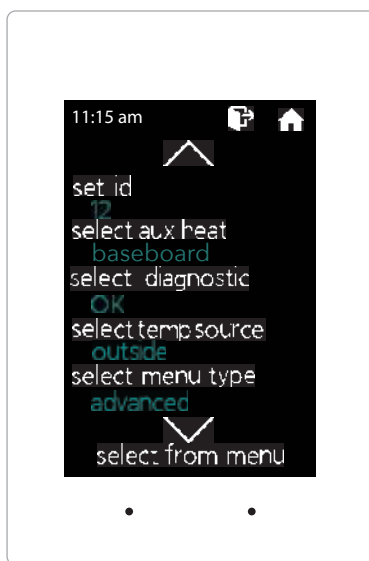 11:15 am
set id
12
select aux heat
baseboard
select diagnostic
OK
select temp source
outside
select menu type
advanced
select from menu